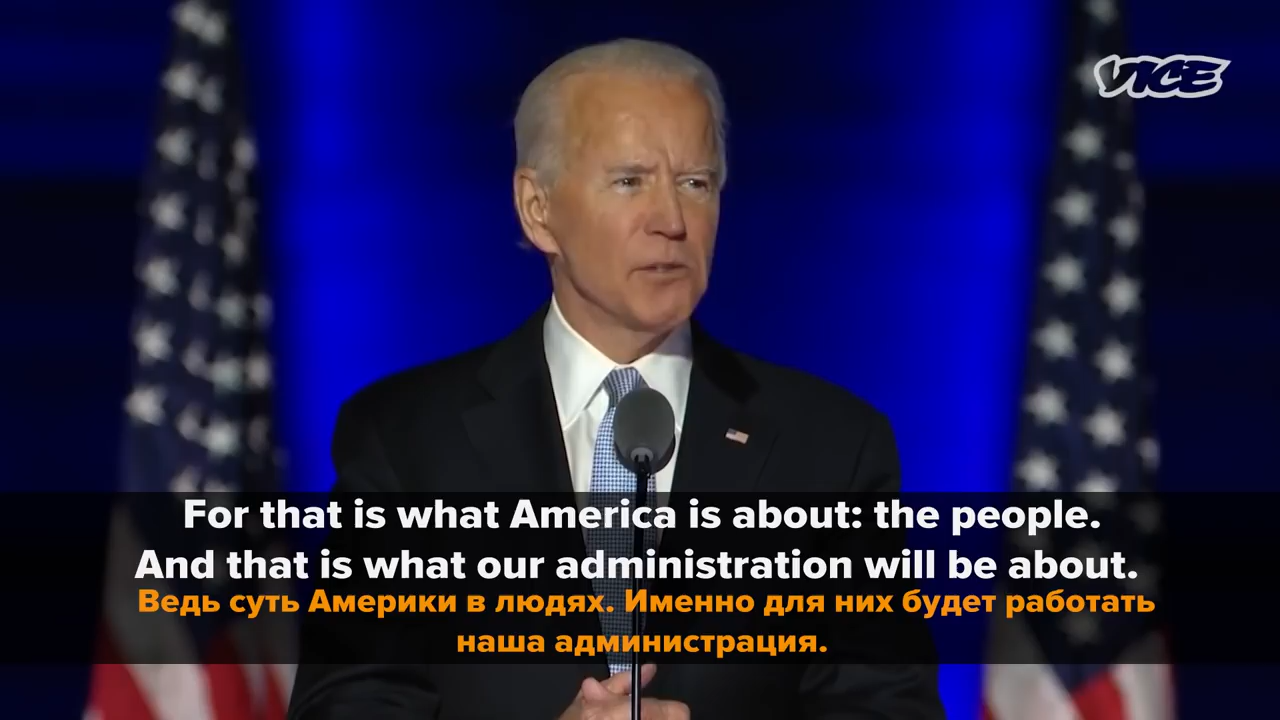 VICE
For that is what America is about: the people.
And that is what our administration will be about.
Ведь суть Америки в людях. Именно для них будет работать
наша администрация.